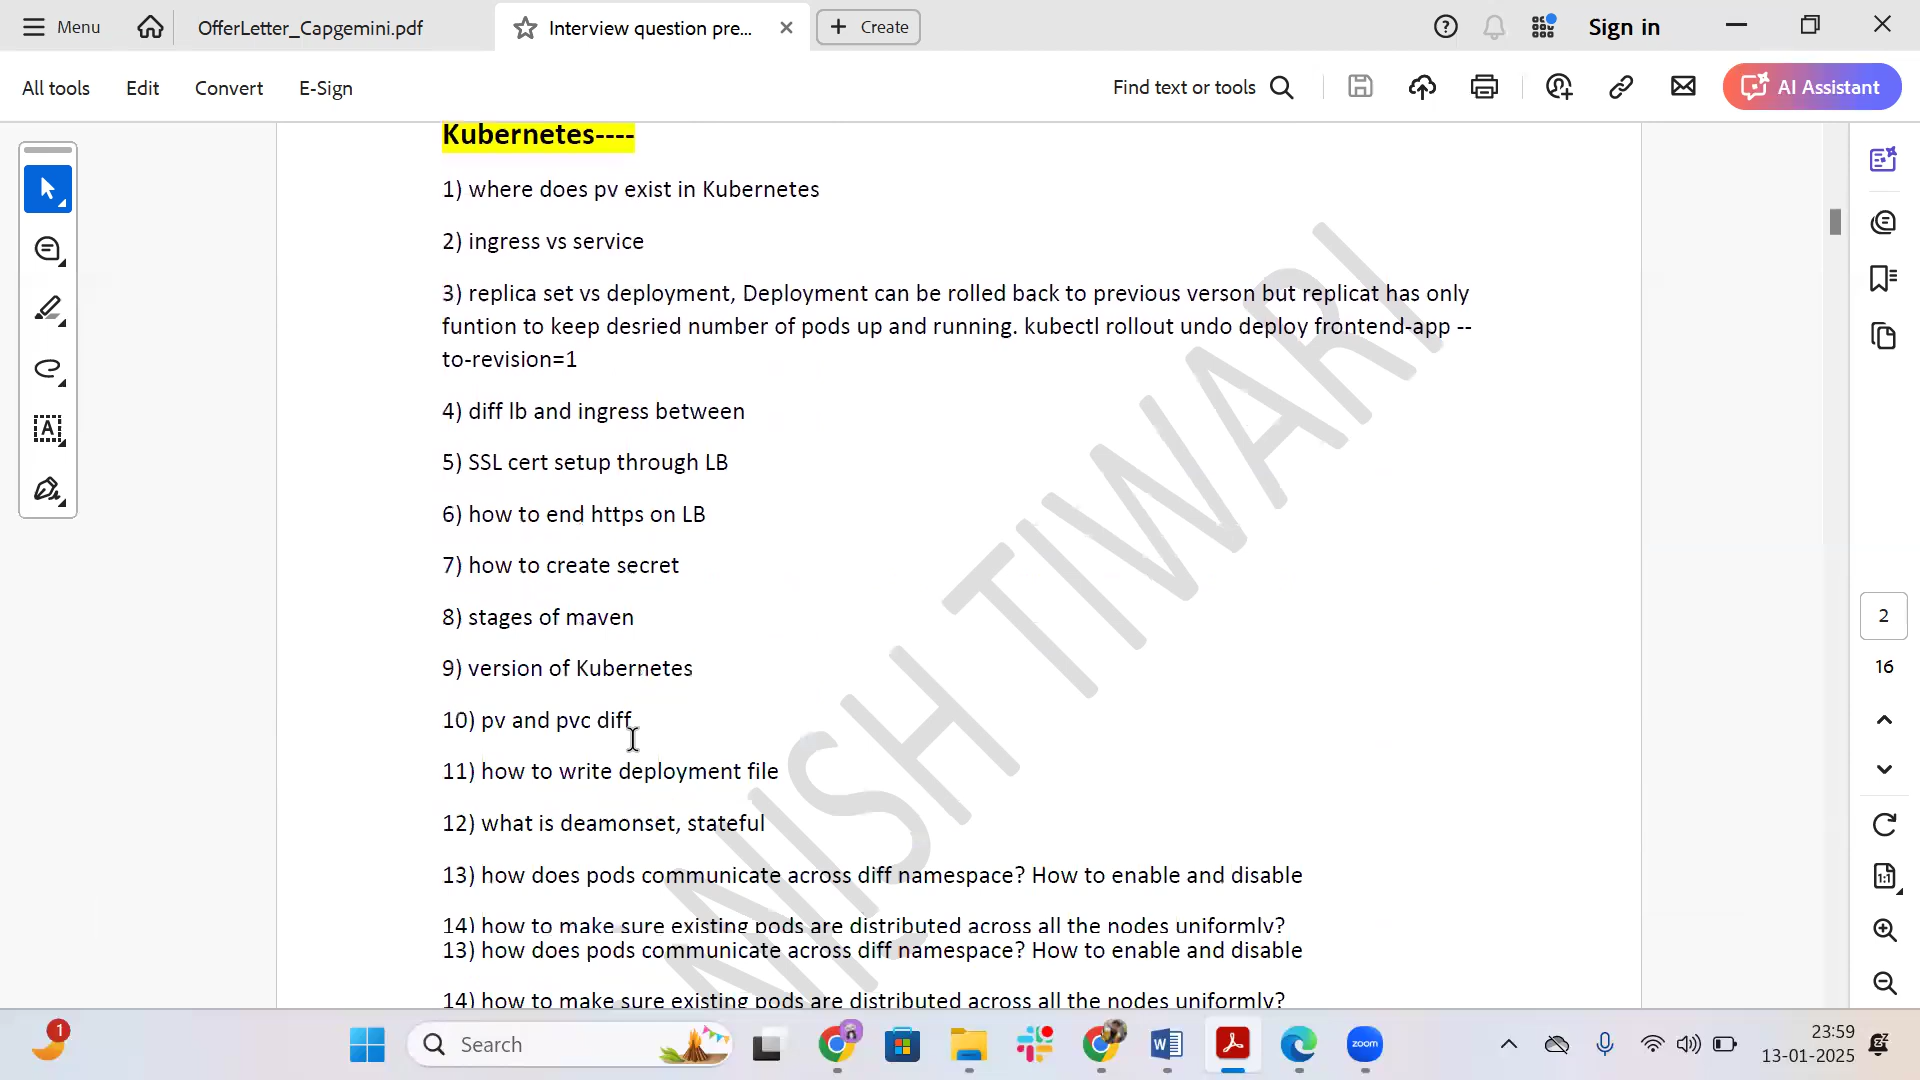 Menu
OfferLetter_Capgemini.pdf
Interview question pre...
Create
Sign in
All tools
Edit
Convert
E-Sign
Find text or tools
AI Assistant
Kubernetes----
1) where does pv exist in Kubernetes
2) ingress vs service
3) replica set vs deployment, Deployment can be rolled back to previous verson but replicat has only
funtion to keep desried number of pods up and running. kubectl rollout undo deploy frontend-app --
to-revision=1
4) diff lb and ingress between
5) SSL cert setup through LB
6) how to end https on LB
7) how to create secret
8) stages of maven
9) version of Kubernetes
10) pv and pvc diff
11) how to write deployment file
12) what is deamonset, stateful
13) how does pods communicate across diff namespace? How to enable and disable
14) how to make sure existing pods are distributed across all the nodes uniformly?
13) how does pods communicate across diff namespace? How to enable and disable
14) how to make sure existing pods are distributed across all the nodes uniformly?
NISH TIWARI
2
16
1:1
1
Search
zoom
23:59
13-01-2025